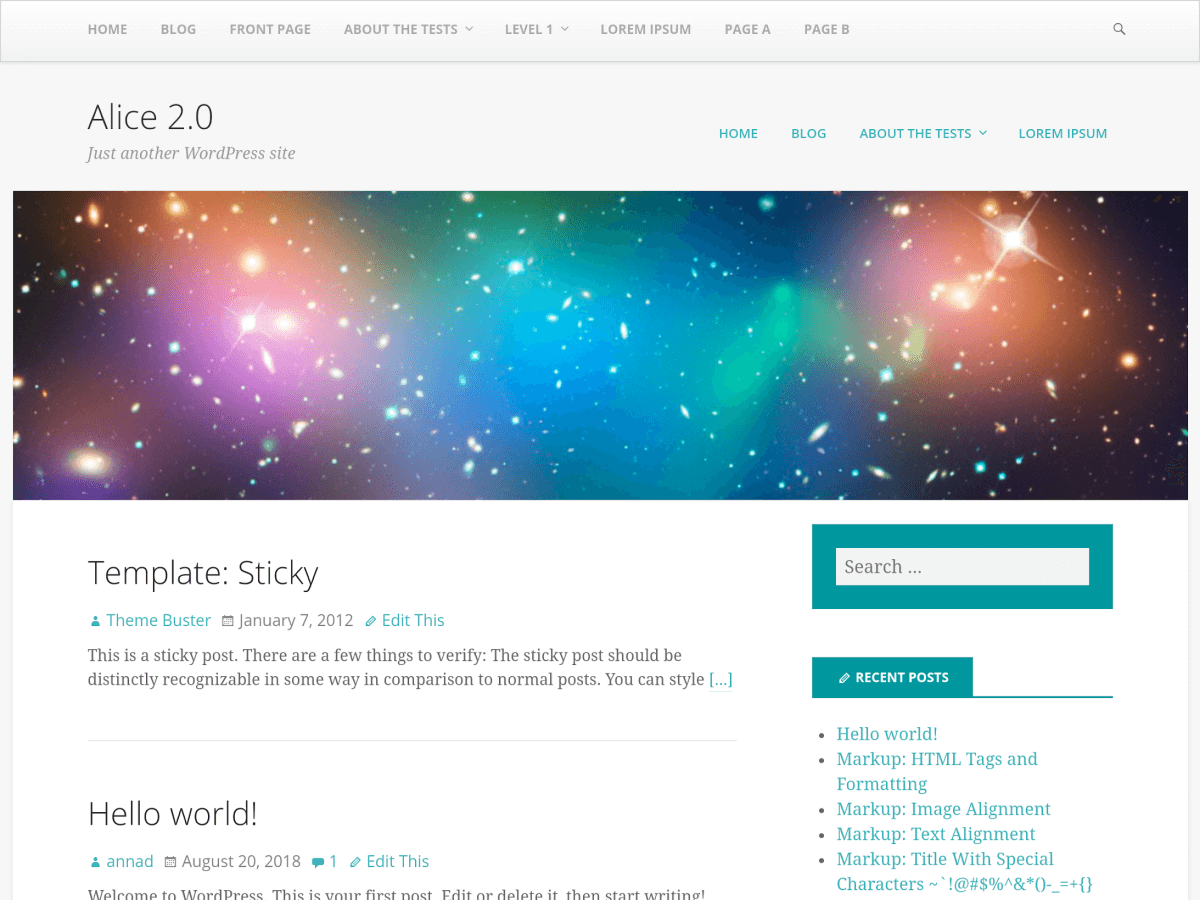 HOME BLOG FRONT PAGE ABOUT THE TESTS LEVEL 1 LOREM IPSUM PAGE A PAGE B
Alice 2.0
Just another WordPress site
HOME BLOG ABOUT THE TESTS LOREM IPSUM
Template: Sticky
Theme Buster January 7, 2012 Edit This
This is a sticky post. There are a few things to verify: The sticky post should be
distinctly recognizable in some way in comparison to normal posts. You can style [...]
Hello world!
annad August 20, 2018 1 Edit This
Welcome to WordPress. This is your first post. Edit or delete it, then start writing!
Search ...
RECENT POSTS
Hello world!
Markup: HTML Tags and
Formatting
Markup: Image Alignment
Markup: Text Alignment
Markup: Title With Special
Characters ~`!@#$%^&*()-_=+{}